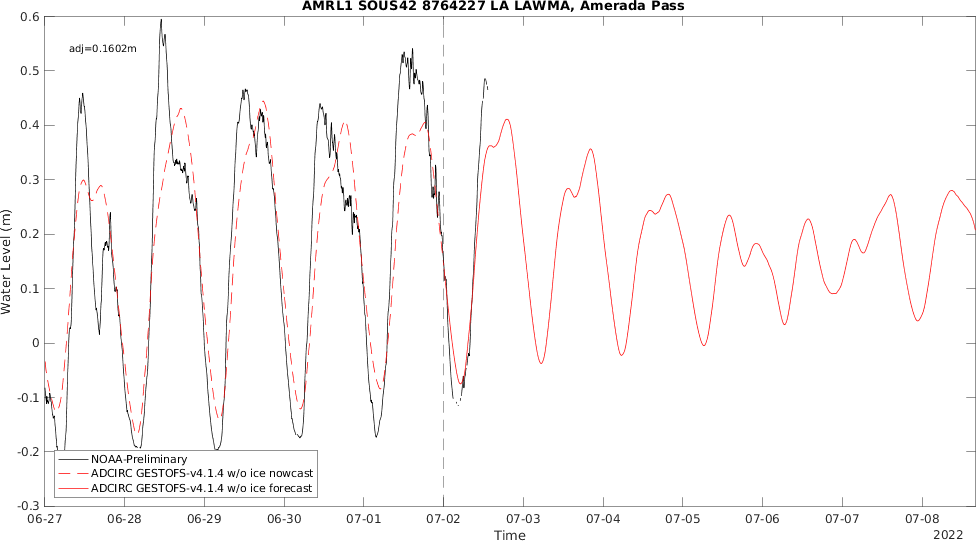 AMRL1 SOUS42 8764227 LA LAWMA, Amerada Pass
adj=0.1602m
0.6
0.5
0.4
0.3
0.2
0.1
0
-0.1
-0.2
-0.3
Water Level (m)
NOAA-Preliminary
ADCIRC GESTOFS-v4.1.4 w/o ice nowcast
ADCIRC GESTOFS-v4.1.4 w/o ice forecast
06-27 06-28 06-29 06-30 07-01 07-02 07-03 07-04 07-05 07-06 07-07 07-08
Time
2022